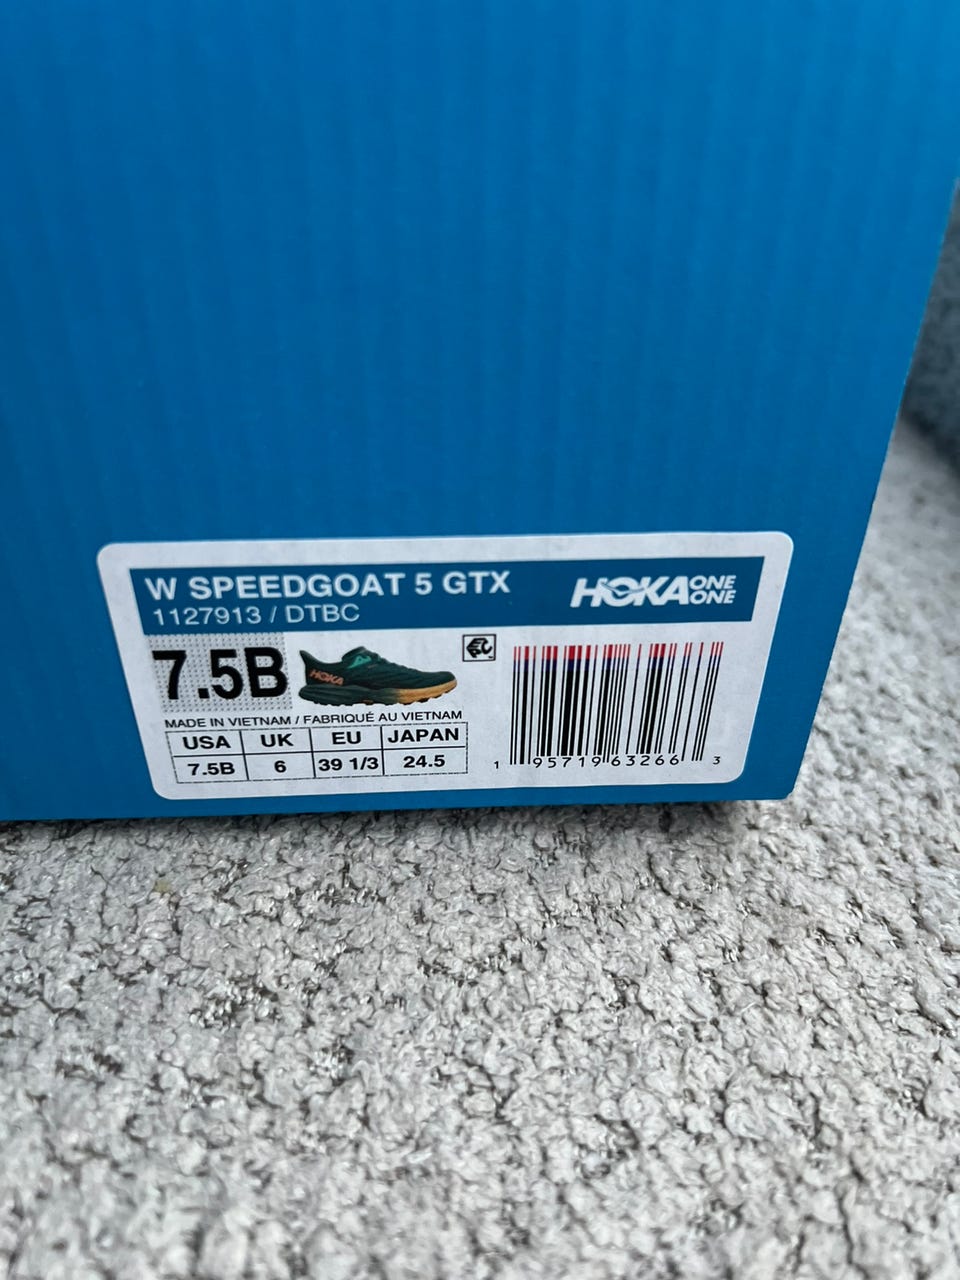 W SPEEDGOAT 5 GTX
1127913 / DTBC
HOKA ONE ONE
7.5B
HOKA
MADE IN VIETNAM / FABRIQUÉ AU VIETNAM
USA UK EU JAPAN
7.5B 6 39 1/3 24.5
1 95719 63266 3